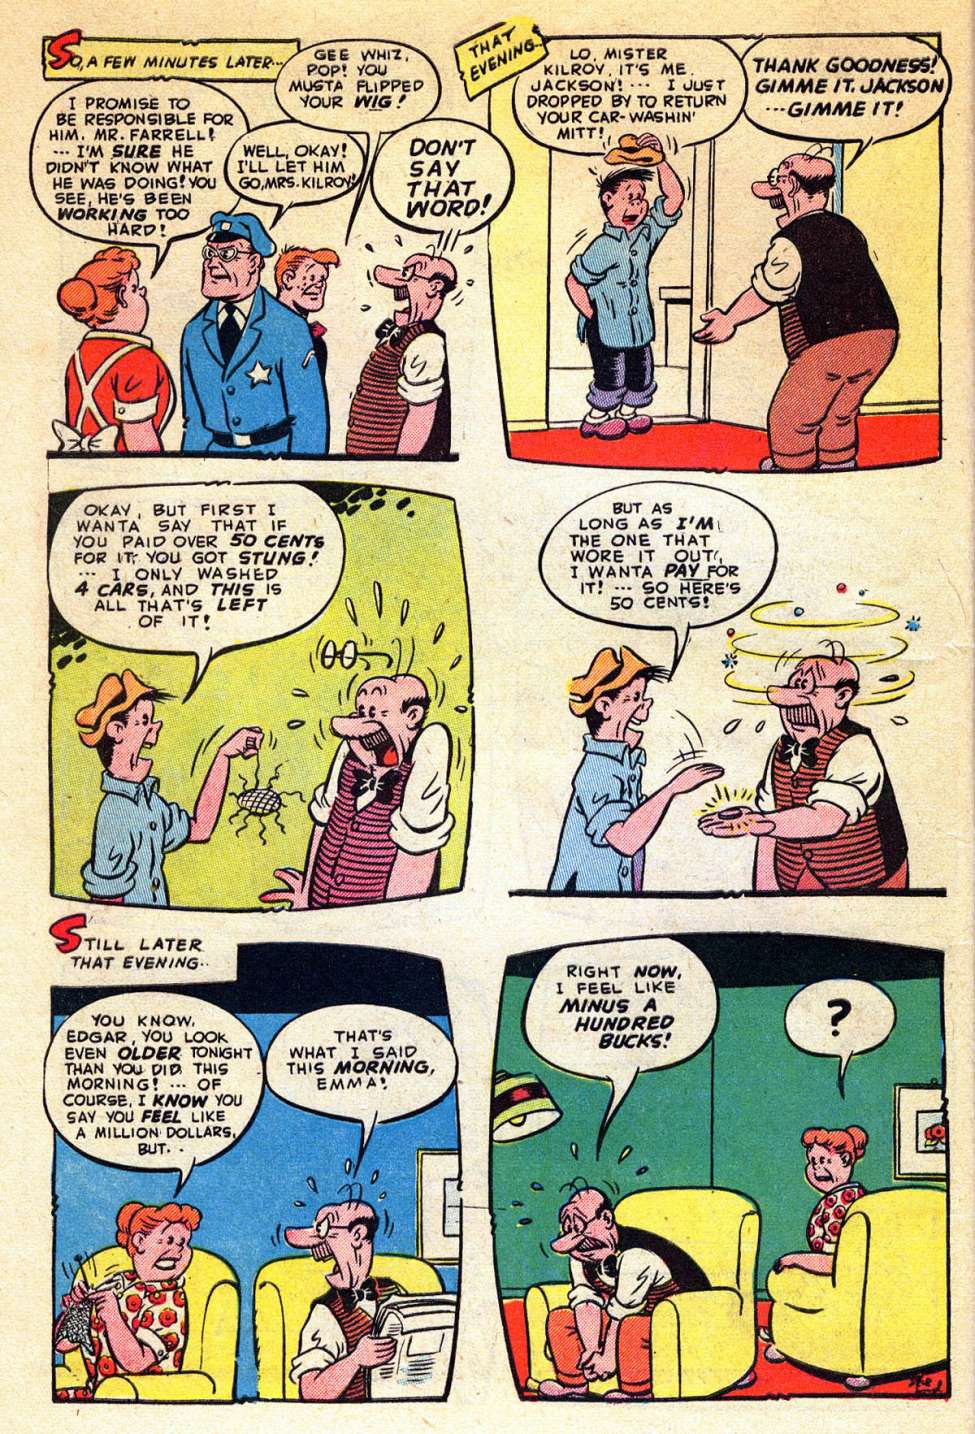 SO, A FEW MINUTES LATER...
I PROMISE TO
BE RESPONSIBLE FOR
HIM, MR. FARRELL!
... I'M SURE HE
DIDN'T KNOW WHAT
HE WAS DOING! YOU
SEE, HE'S BEEN
WORKING TOO
HARD!
WELL, OKAY!
I'LL LET HIM
GO, MRS. KILROY!
GEE WHIZ,
POP! YOU
MUSTA FLIPPED
YOUR WIG!
DON'T
SAY
THAT
WORD!
THAT
EVENING...
LO, MISTER
KILROY, IT'S ME,
JACKSON! ... I JUST
DROPPED BY TO RETURN
YOUR CAR-WASHIN'
MITT!
THANK GOODNESS!
GIMME IT, JACKSON
...GIMME IT!
OKAY, BUT FIRST I
WANTA SAY THAT IF
YOU PAID OVER 50 CENTS
FOR IT, YOU GOT STUNG!
... I ONLY WASHED
4 CARS, AND THIS IS
ALL THAT'S LEFT
OF IT!
BUT AS
LONG AS I'M
THE ONE THAT
WORE IT OUT,
I WANTA PAY FOR
IT! ... SO HERE'S
50 CENTS!
STILL LATER
THAT EVENING..
YOU KNOW,
EDGAR, YOU LOOK
EVEN OLDER TONIGHT
THAN YOU DID THIS
MORNING! ... OF
COURSE, I KNOW YOU
SAY YOU FEEL LIKE
A MILLION DOLLARS,
BUT..
THAT'S
WHAT I SAID
THIS MORNING,
EMMA!
RIGHT NOW,
I FEEL LIKE
MINUS A
HUNDRED
BUCKS!
?